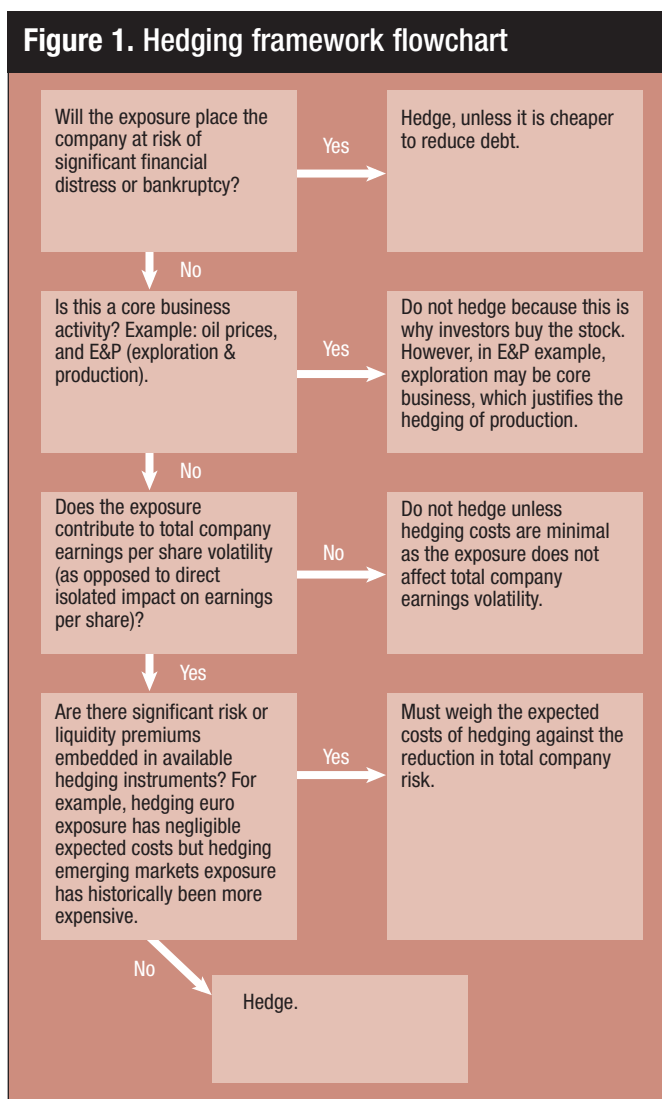 Figure 1. Hedging framework flowchart
Will the exposure place the
company at risk of
significant financial
distress or bankruptcy?
Yes
Hedge, unless it is cheaper
to reduce debt.
No
Is this a core business
activity? Example: oil prices,
and E&P (exploration &
production).
Yes
Do not hedge because this is
why investors buy the stock.
However, in E&P example,
exploration may be core
business, which justifies the
hedging of production.
No
Does the exposure
contribute to total company
earnings per share volatility
(as opposed to direct
isolated impact on earnings
per share)?
No
Do not hedge unless
hedging costs are minimal
as the exposure does not
affect total company
earnings volatility.
Yes
Are there significant risk or
liquidity premiums
embedded in available
hedging instruments? For
example, hedging euro
exposure has negligible
expected costs but hedging
emerging markets exposure
has historically been more
expensive.
Yes
Must weigh the expected
costs of hedging against the
reduction in total company
risk.
No
Hedge.